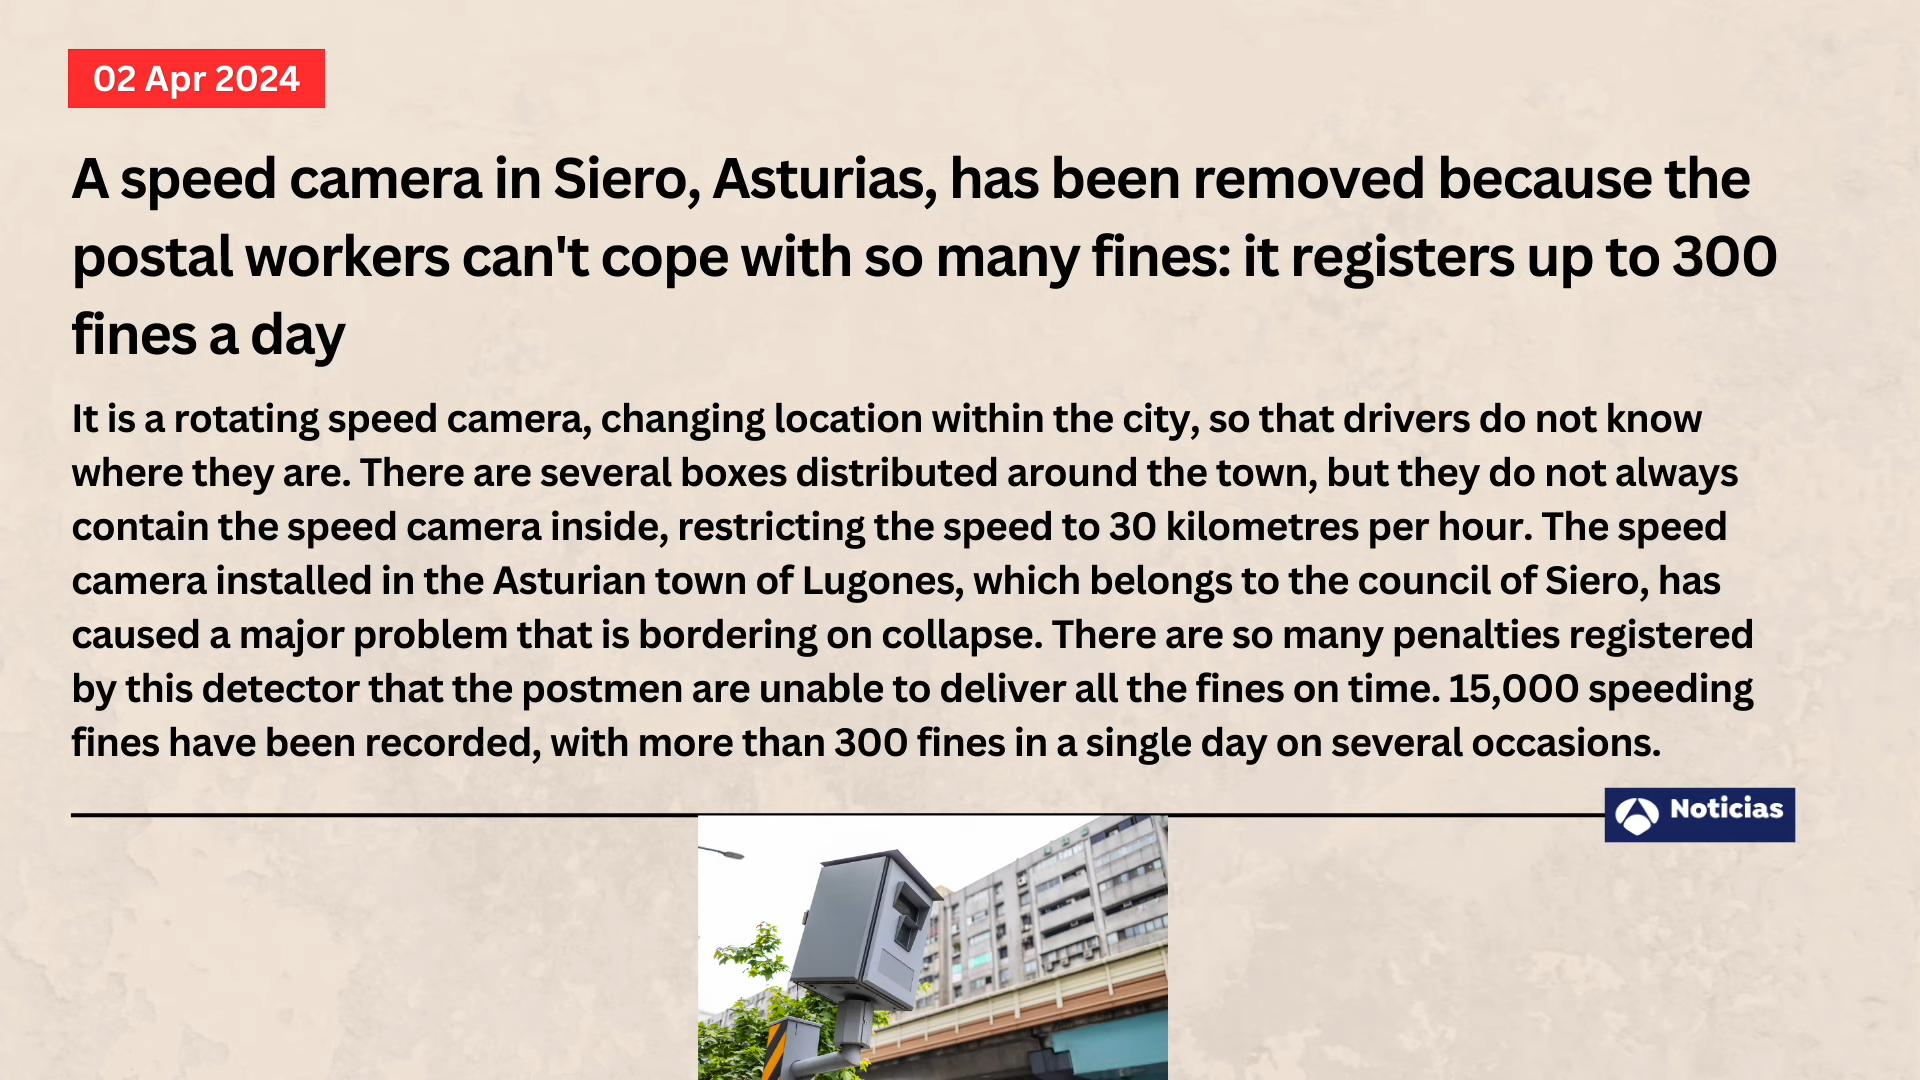 02 Apr 2024
A speed camera in Siero, Asturias, has been removed because the
postal workers can't cope with so many fines: it registers up to 300
fines a day
It is a rotating speed camera, changing location within the city, so that drivers do not know
where they are. There are several boxes distributed around the town, but they do not always
contain the speed camera inside, restricting the speed to 30 kilometres per hour. The speed
camera installed in the Asturian town of Lugones, which belongs to the council of Siero, has
caused a major problem that is bordering on collapse. There are so many penalties registered
by this detector that the postmen are unable to deliver all the fines on time. 15,000 speeding
fines have been recorded, with more than 300 fines in a single day on several occasions.
Noticias